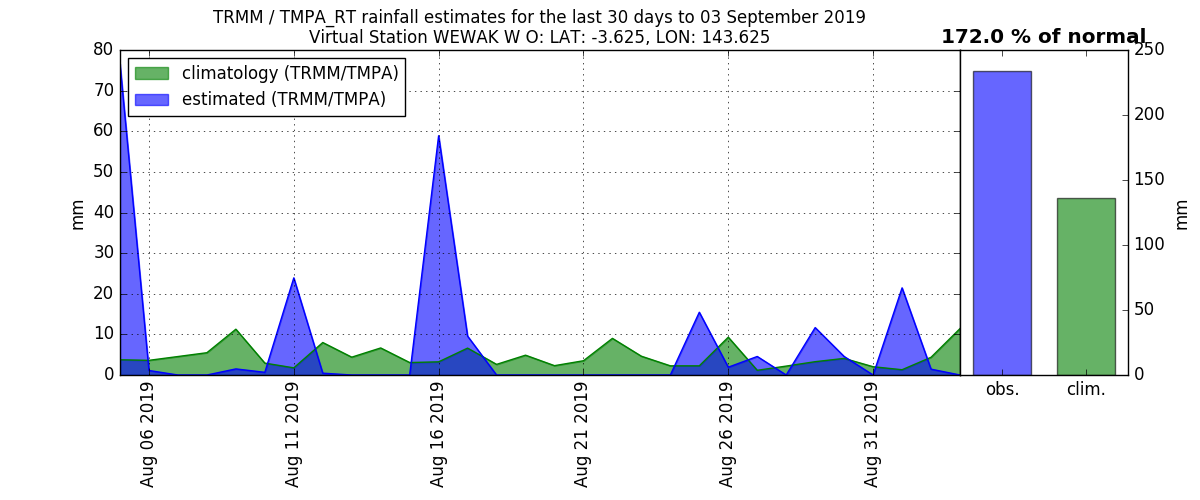 TRMM / TMPA_RT rainfall estimates for the last 30 days to 03 September 2019
Virtual Station WEWAK W O: LAT: -3.625, LON: 143.625
172.0 % of normal
climatology (TRMM/TMPA)
estimated (TRMM/TMPA)
mm
80
70
60
50
40
30
20
10
0
Aug 06 2019
Aug 11 2019
Aug 16 2019
Aug 21 2019
Aug 26 2019
Aug 31 2019
250
200
150
100
50
0
mm
obs.
clim.